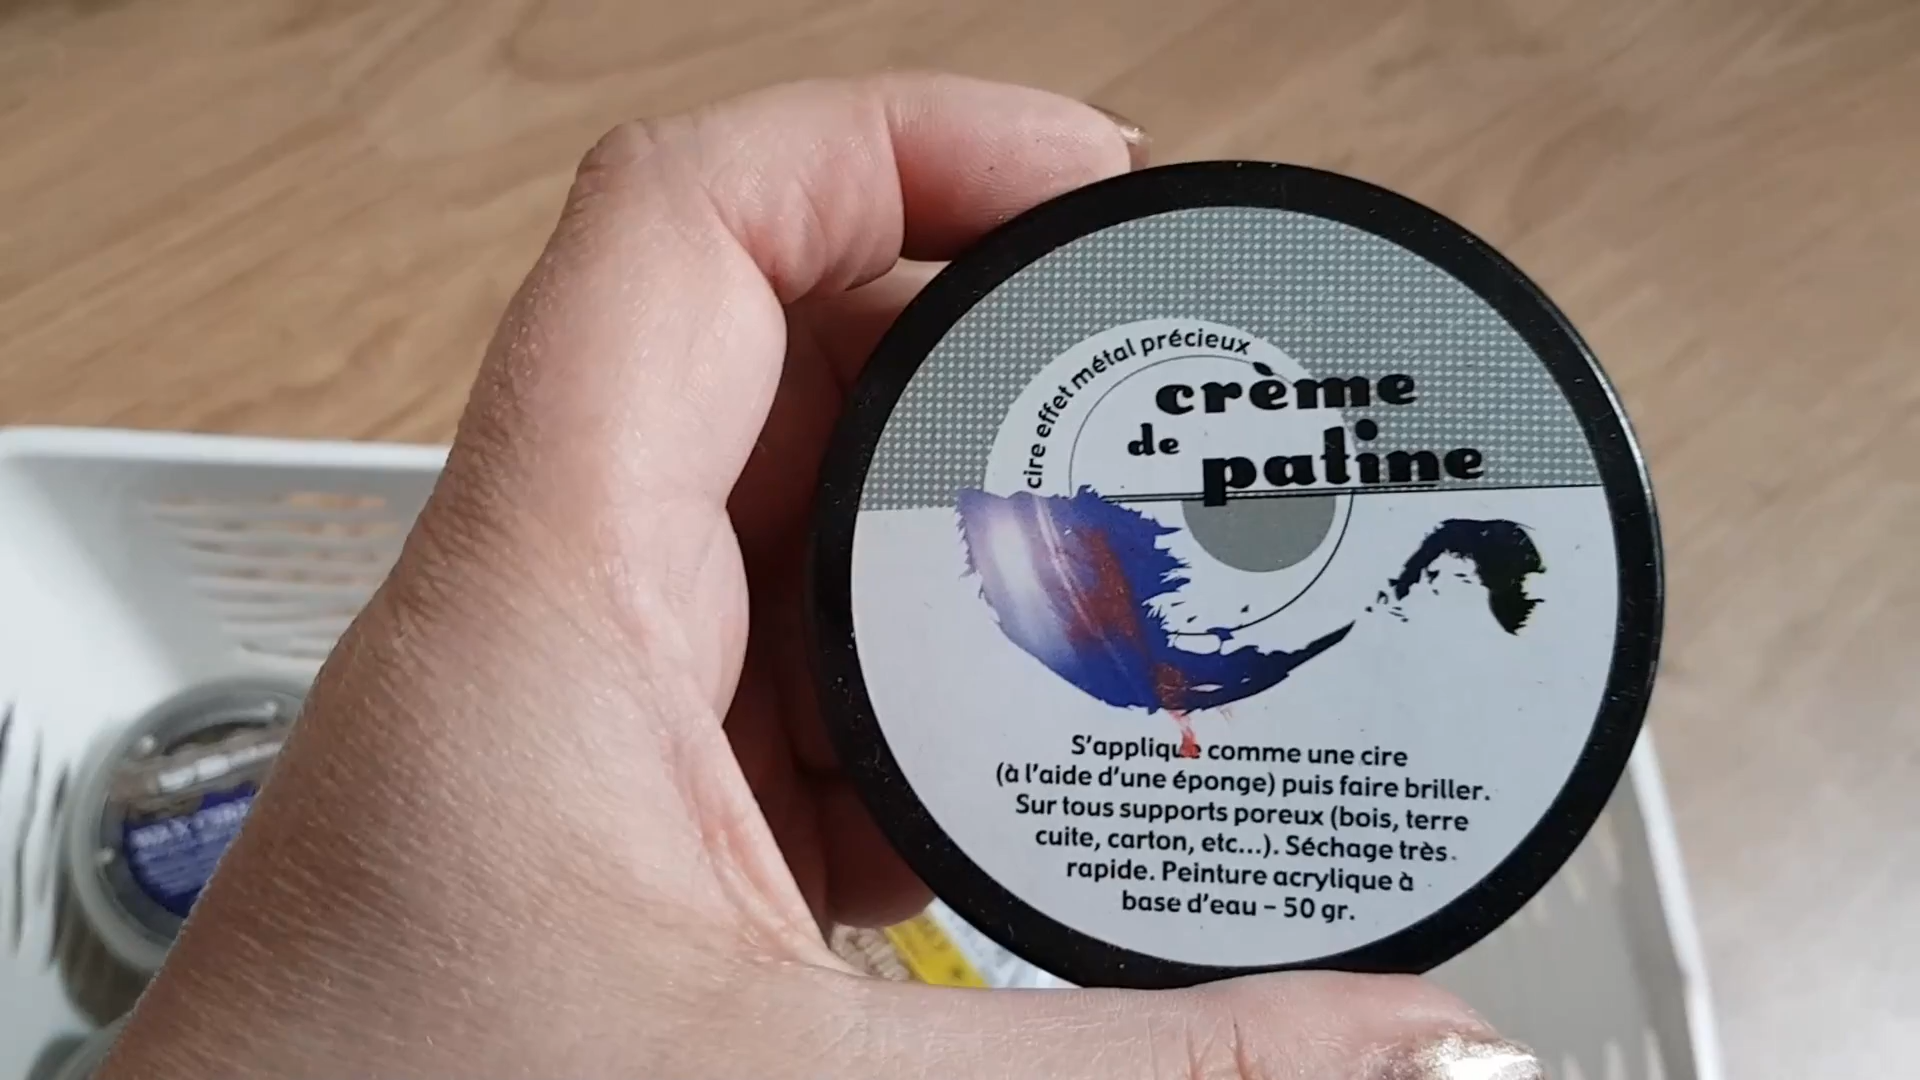 cire effet métal précieux
crème
de
patine
S'applique comme une cire
(à l'aide d'une éponge) puis faire briller.
Sur tous supports poreux (bois, terre
cuite, carton, etc...). Séchage très
rapide. Peinture acrylique à
base d'eau – 50 gr.